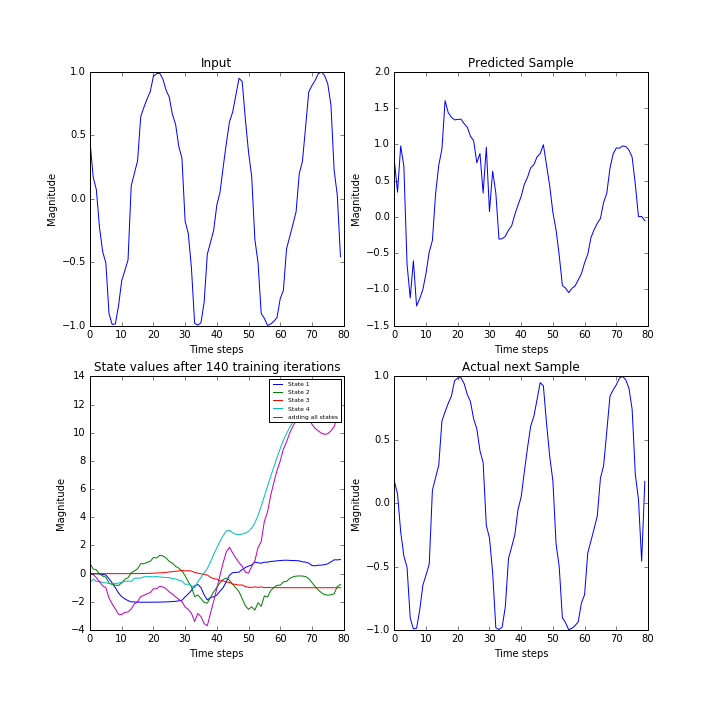 Input
1.0
0.5
0.0
−0.5
−1.0
Magnitude
0 10 20 30 40 50 60 70 80
Time steps
Predicted Sample
2.0
1.5
1.0
0.5
0.0
−0.5
−1.0
−1.5
Magnitude
0 10 20 30 40 50 60 70 80
Time steps
State values after 140 training iterations
14
12
10
8
6
4
2
0
−2
−4
Magnitude
State 1
State 2
State 3
State 4
adding all states
0 10 20 30 40 50 60 70 80
Time steps
Actual next Sample
1.0
0.5
0.0
−0.5
−1.0
Magnitude
0 10 20 30 40 50 60 70 80
Time steps